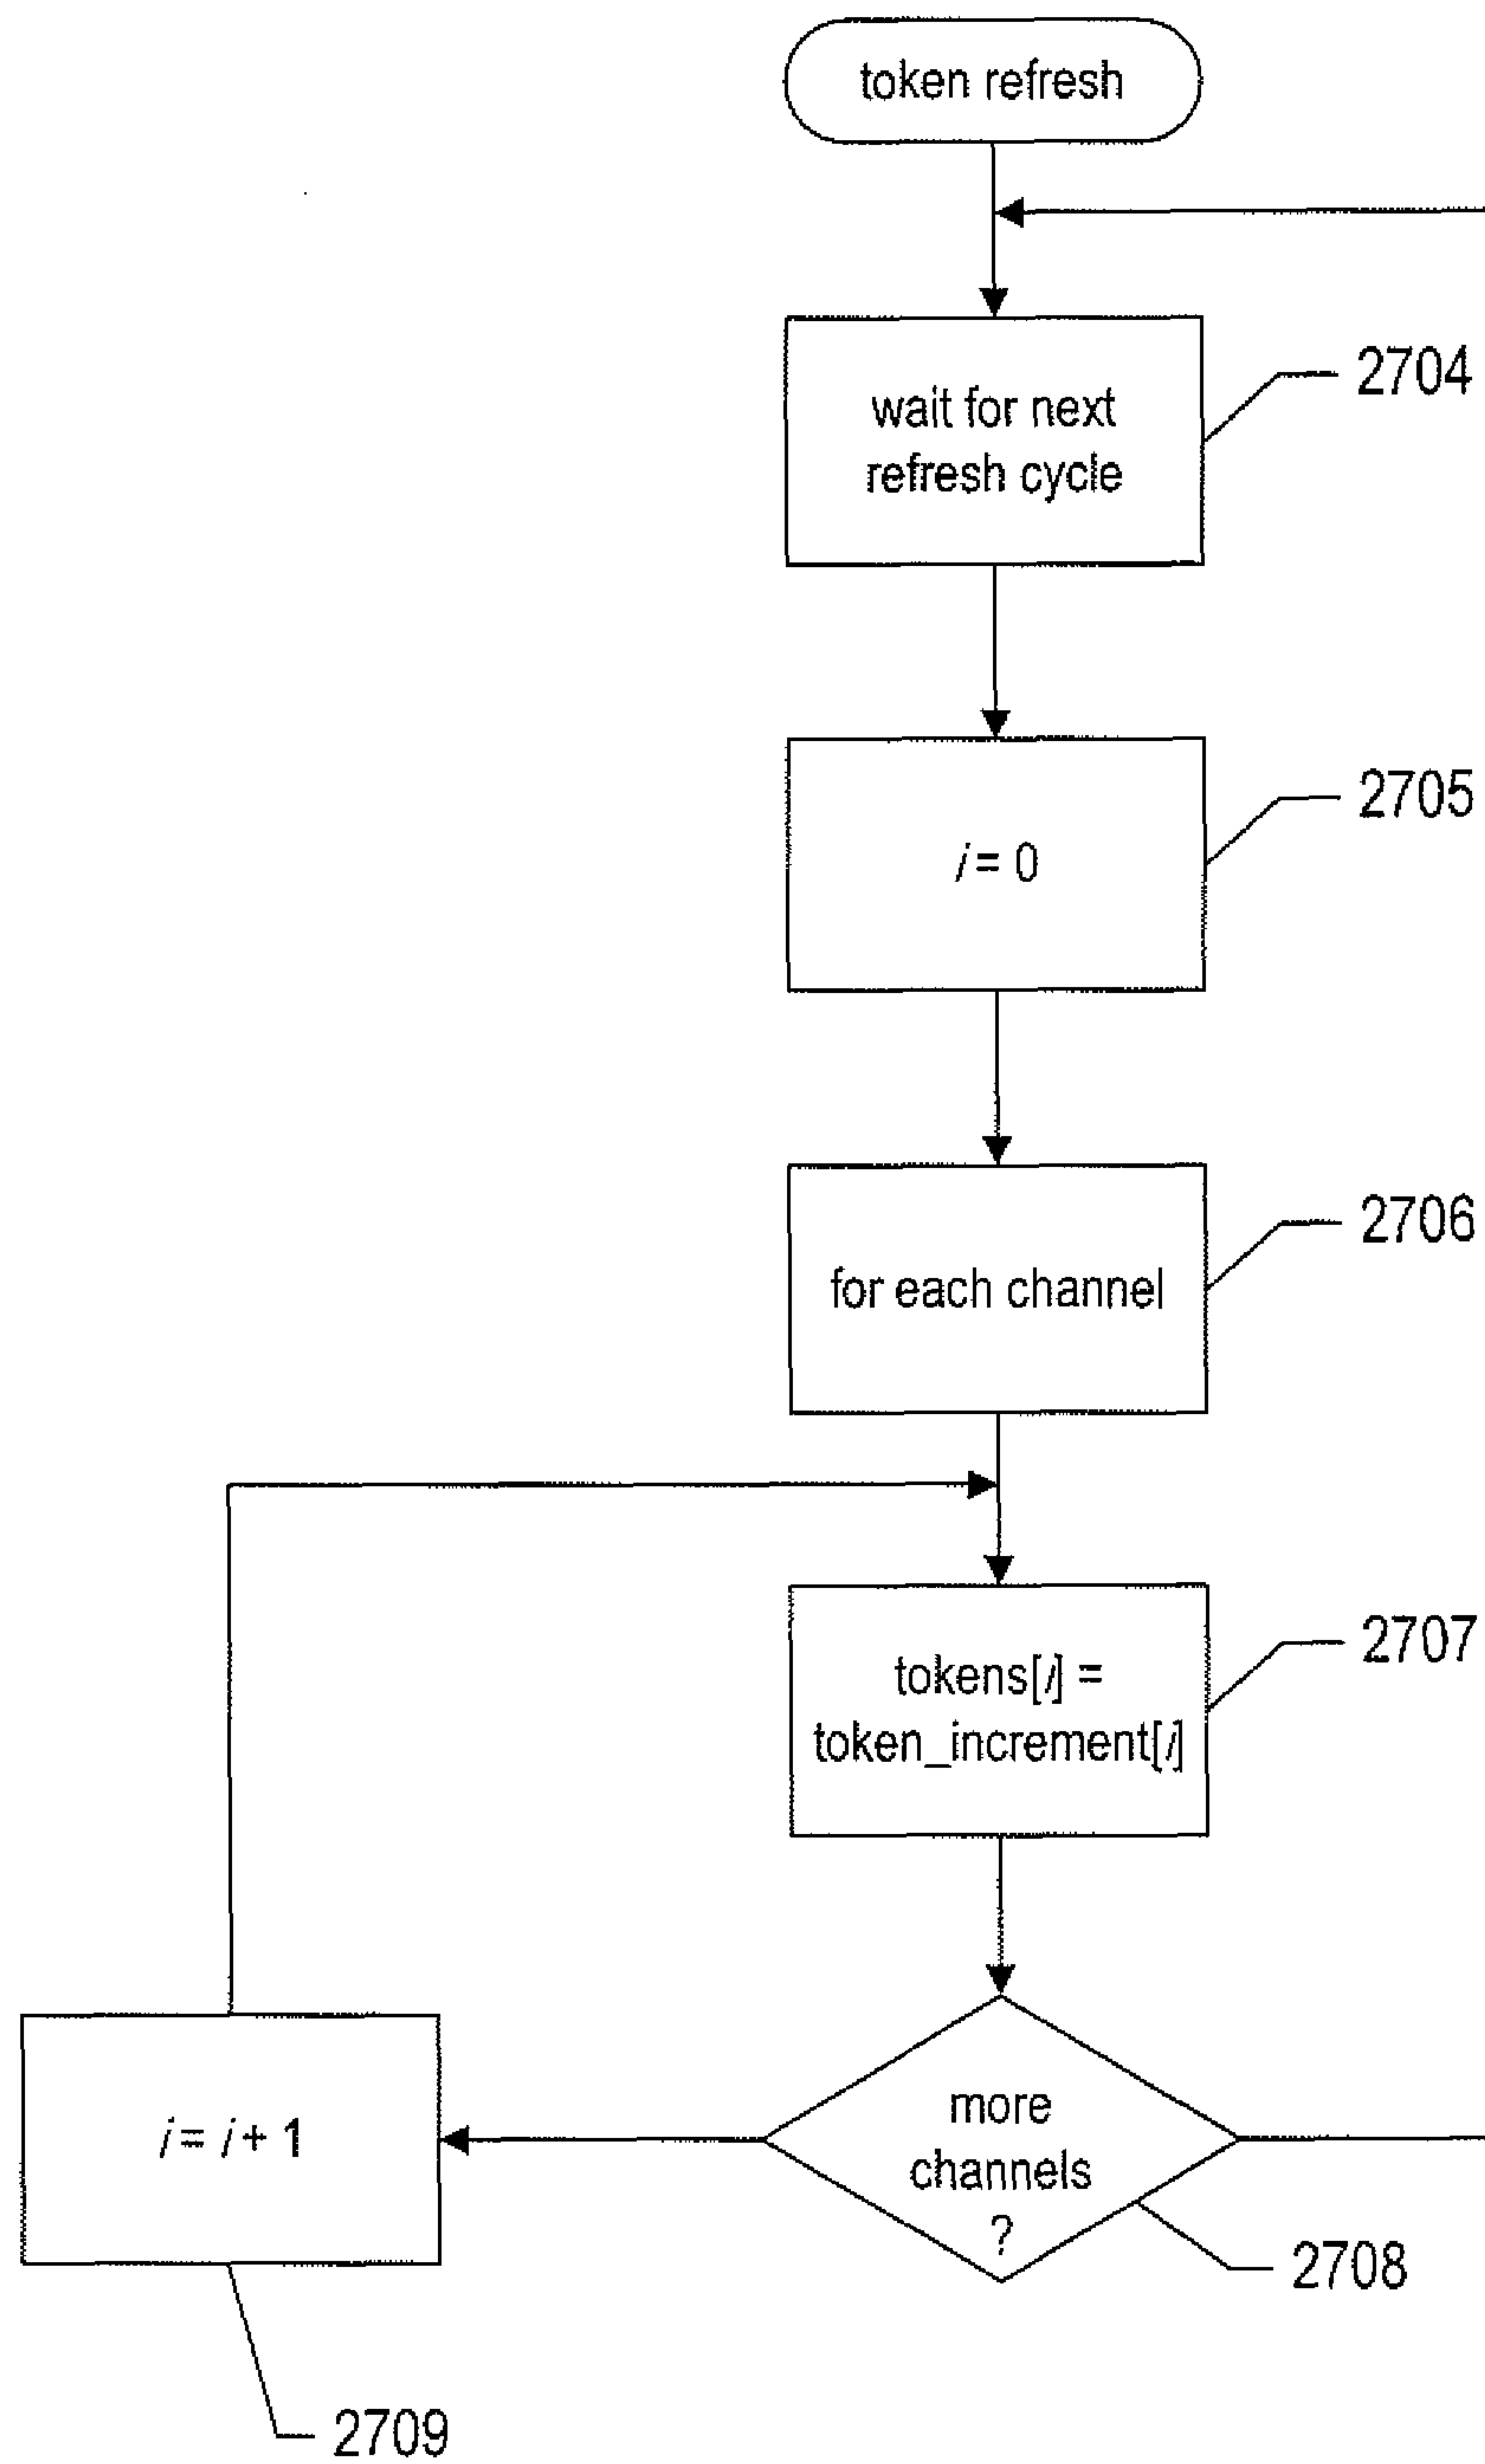 token refresh
wait for next
refresh cycle
2704
i = 0
2705
for each channel
2706
tokens[i] =
token_increment[i]
2707
more
channels
?
2708
i = i + 1
2709